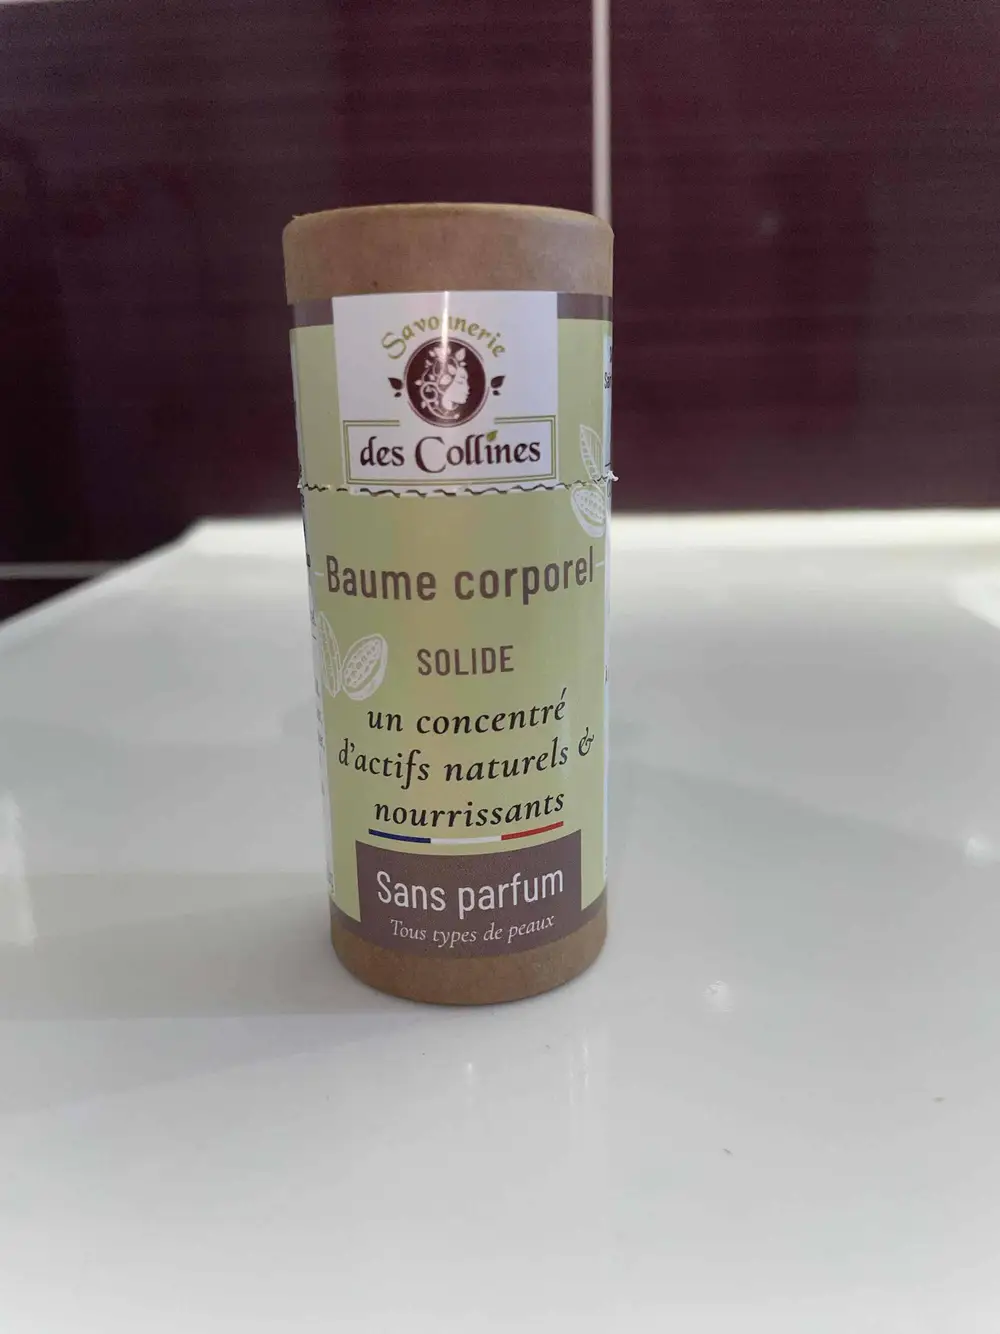 Savonnerie
des Collines
Baume corporel
SOLIDE
un concentré
d'actifs naturels &
nourrissants
Sans parfum
Tous types de peaux